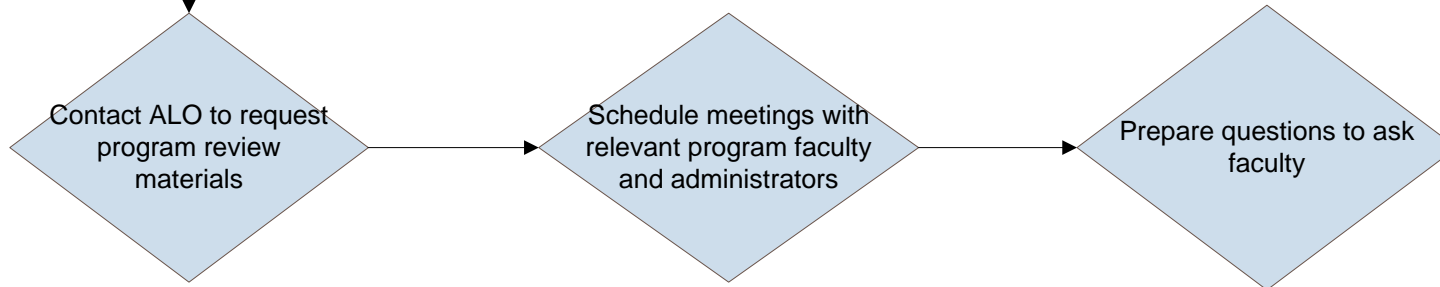 Contact ALO to request
program review
materials
Schedule meetings with
relevant program faculty
and administrators
Prepare questions to ask
faculty